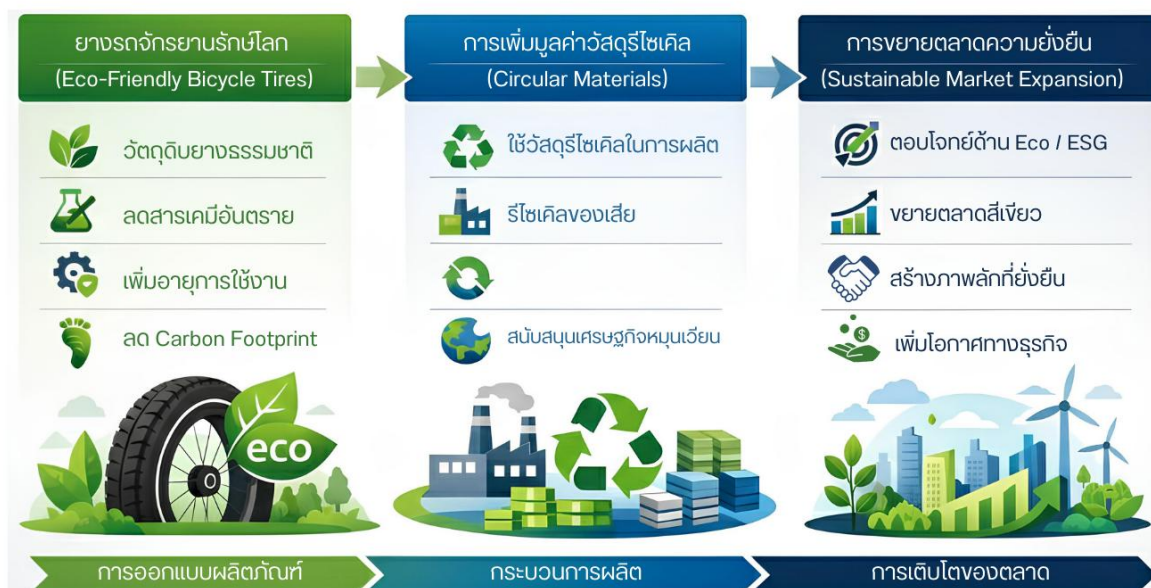 ยางรถจักรยานรักษ์โลก
(Eco-Friendly Bicycle Tires)
วัตถุดิบยางธรรมชาติ
ลดสารเคมีอันตราย
เพิ่มอายุการใช้งาน
ลด Carbon Footprint
eco
การออกแบบผลิตภัณฑ์
การเพิ่มมูลค่าวัสดุรีไซเคิล
(Circular Materials)
ใช้วัสดุรีไซเคิลในการผลิต
รีไซเคิลของเสีย
สนับสนุนเศรษฐกิจหมุนเวียน
กระบวนการผลิต
การขยายตลาดความยั่งยืน
(Sustainable Market Expansion)
ตอบโจทย์ด้าน Eco / ESG
ขยายตลาดสีเขียว
สร้างภาพลักที่ยั่งยืน
$
เพิ่มโอกาสทางธุรกิจ
การเติบโตของตลาด